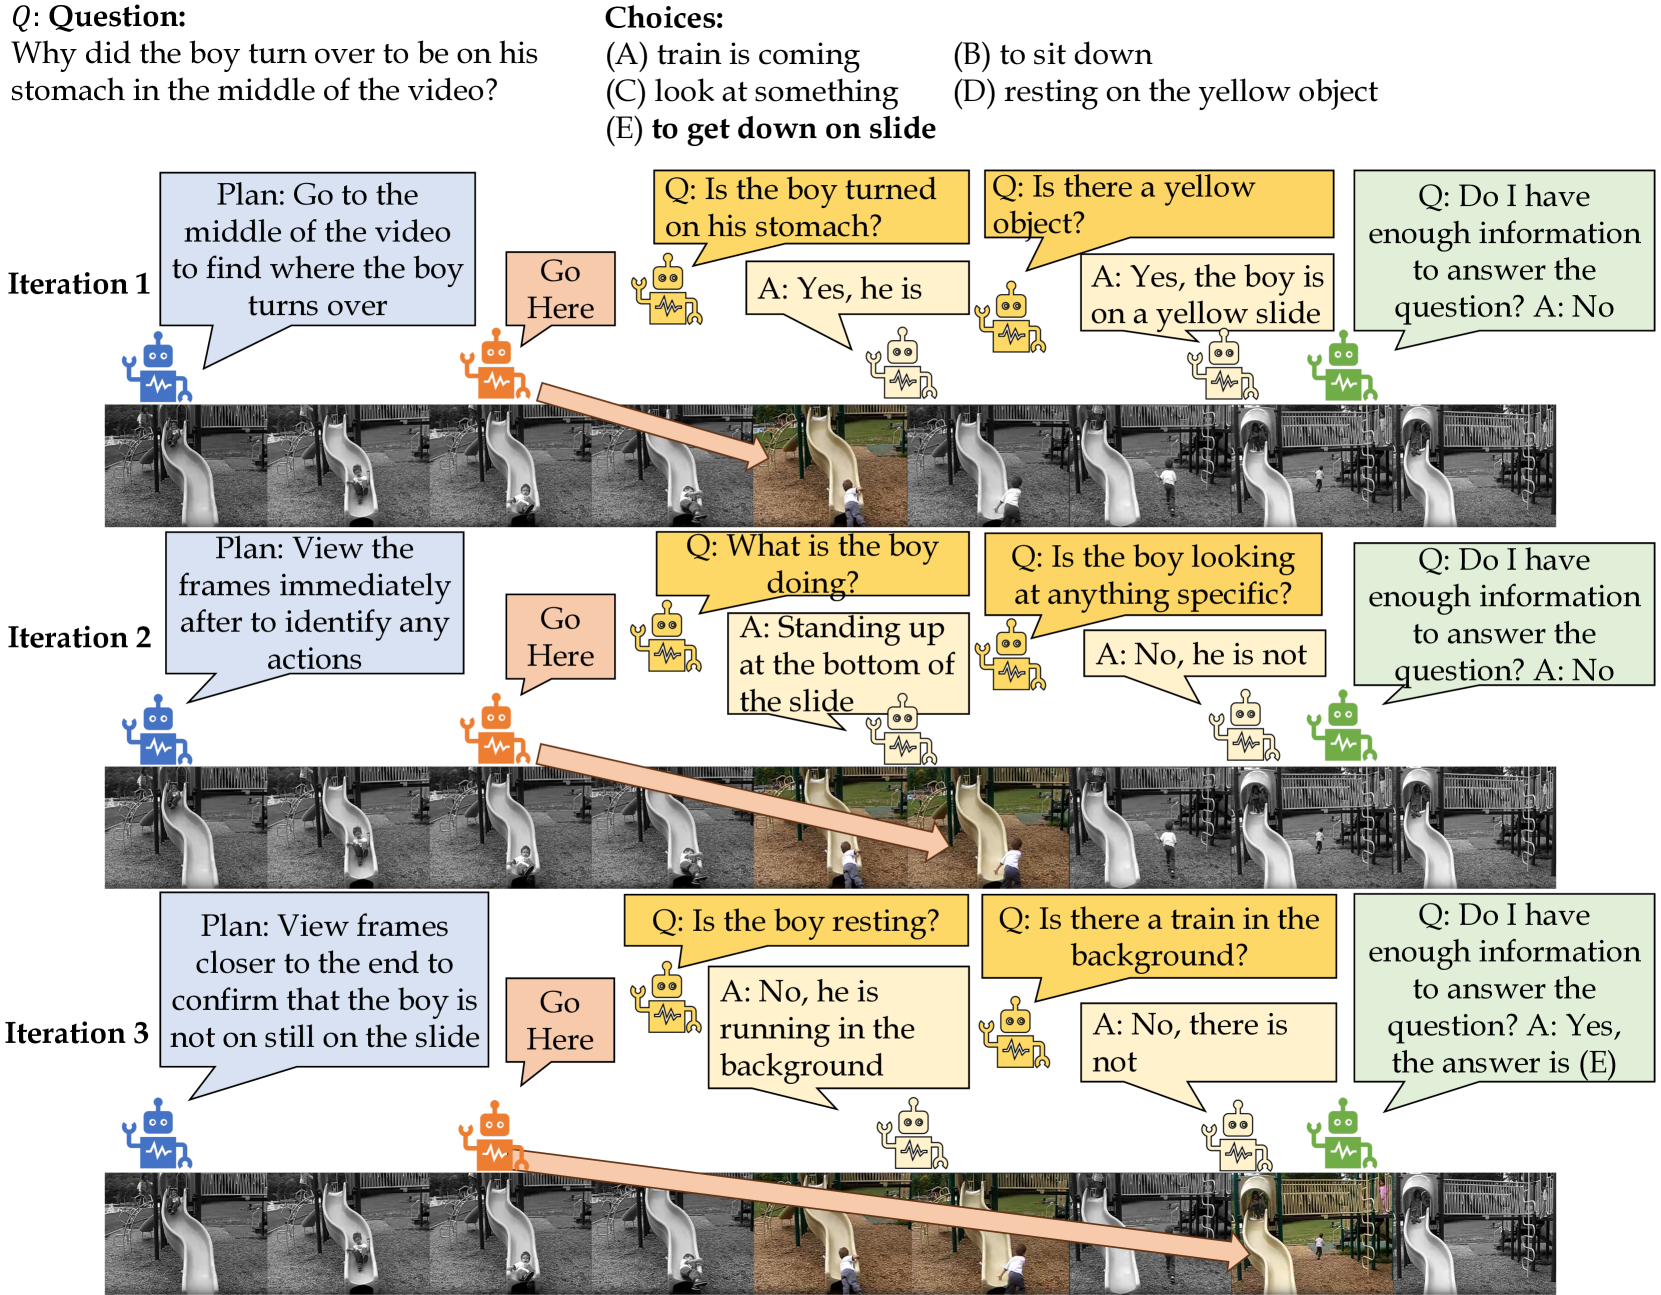 Q: Question:
Why did the boy turn over to be on his
stomach in the middle of the video?
Choices:
(A) train is coming
(B) to sit down
(C) look at something
(D) resting on the yellow object
(E) to get down on slide
Iteration 1
Plan: Go to the
middle of the video
to find where the boy
turns over
Go
Here
Q: Is the boy turned
on his stomach?
A: Yes, he is
Q: Is there a yellow
object?
A: Yes, the boy is
on a yellow slide
Q: Do I have
enough information
to answer the
question? A: No
Iteration 2
Plan: View the
frames immediately
after to identify any
actions
Go
Here
Q: What is the boy
doing?
A: Standing up
at the bottom of
the slide
Q: Is the boy looking
at anything specific?
A: No, he is not
Q: Do I have
enough information
to answer the
question? A: No
Iteration 3
Plan: View frames
closer to the end to
confirm that the boy is
not on still on the slide
Go
Here
Q: Is the boy resting?
A: No, he is
running in the
background
Q: Is there a train in the
background?
A: No, there is
not
Q: Do I have
enough information
to answer the
question? A: Yes,
the answer is (E)